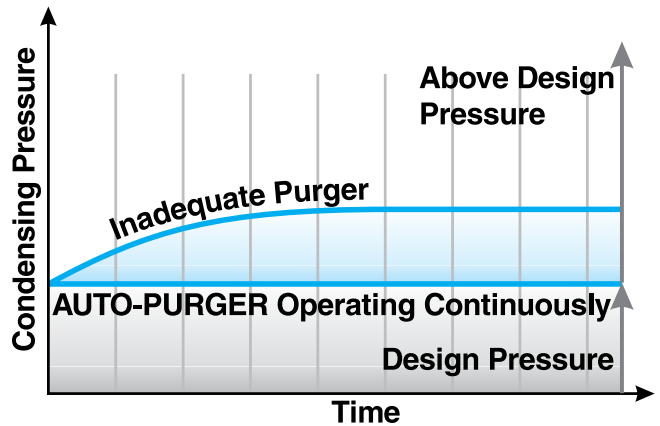 Condensing Pressure
Above Design
Pressure
Inadequate Purger
AUTO-PURGER Operating Continuously
Design Pressure
Time